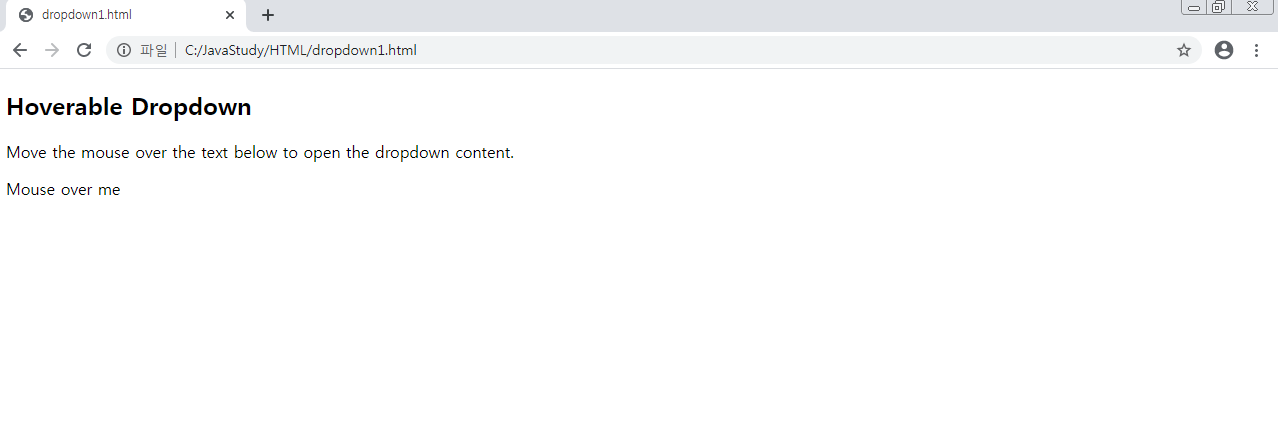 dropdown1.html
파일 | C:/JavaStudy/HTML/dropdown1.html
Hoverable Dropdown
Move the mouse over the text below to open the dropdown content.
Mouse over me